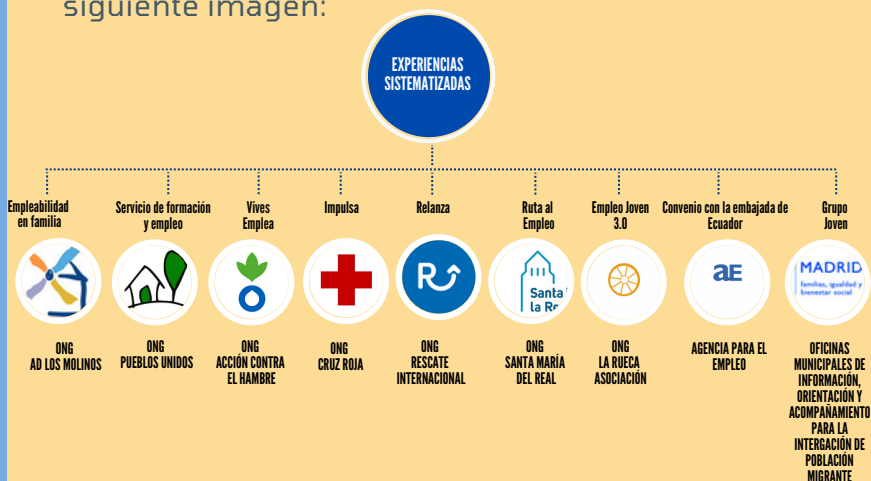 siguiente imagen:
EXPERIENCIAS
SISTEMATIZADAS
Empleabilidad
en familia
Servicio de formación
y empleo
Vives
Emplea
Impulsa
Relanza
Ruta al
Empleo
Empleo Joven
3.0
Convenio con la embajada de
Ecuador
Grupo
Joven
R
Santa
la Re
aE
MADRID
familias, igualdad y
bienestar social
ONG
AD LOS MOLINOS
ONG
PUEBLOS UNIDOS
ONG
ACCIÓN CONTRA
EL HAMBRE
ONG
CRUZ ROJA
ONG
RESCATE
INTERNACIONAL
ONG
SANTA MARÍA
DEL REAL
ONG
LA RUECA
ASOCIACIÓN
AGENCIA PARA EL
EMPLEO
OFICINAS
MUNICIPALES DE
INFORMACIÓN,
ORIENTACIÓN Y
ACOMPAÑAMIENTO
PARA LA
INTERGACIÓN DE
POBLACIÓN
MIGRANTE